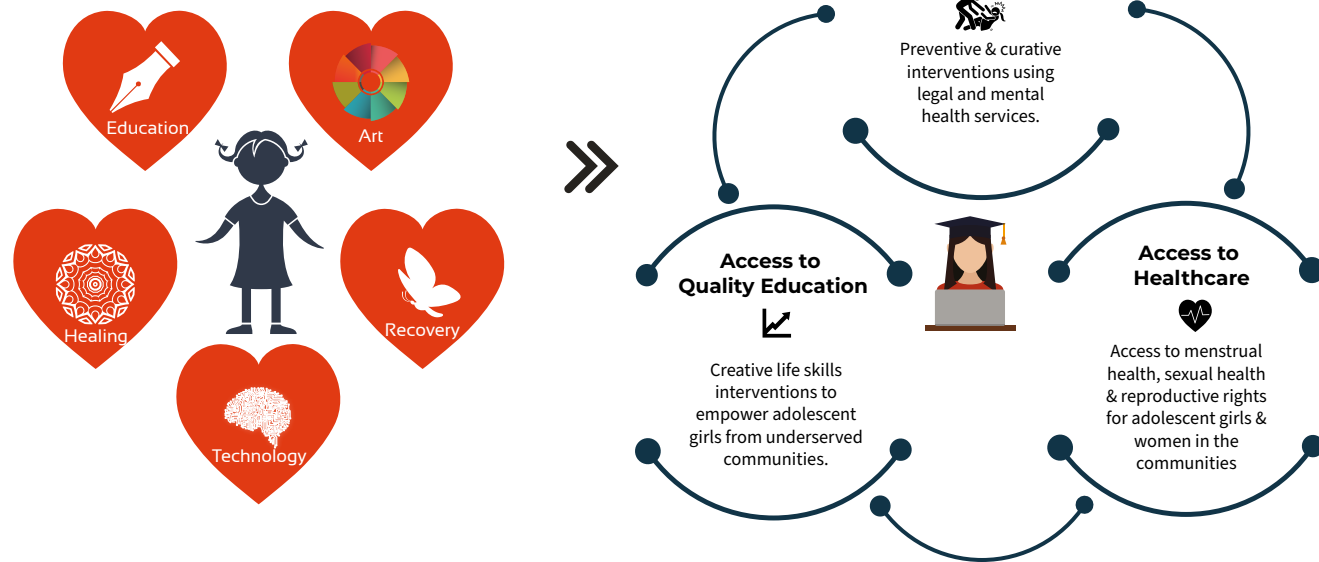 Education
Art
Healing
Recovery
Technology
Preventive & curative
interventions using
legal and mental
health services.
Access to
Quality Education
Creative life skills
interventions to
empower adolescent
girls from underserved
communities.
Access to
Healthcare
Access to menstrual
health, sexual health
& reproductive rights
for adolescent girls &
women in the
communities